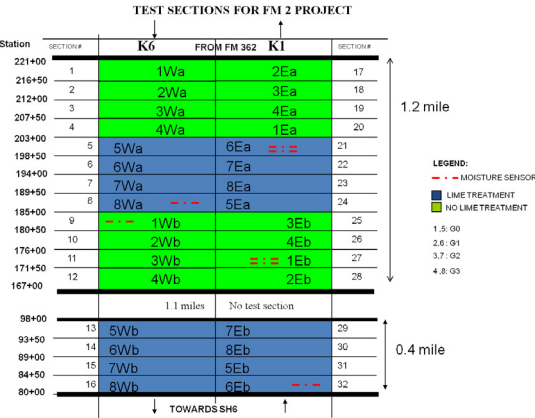 TEST SECTIONS FOR FM 2 PROJECT
Station SECTION# K6 FROM FM 362 K1 SECTION#
221+00
1 1Wa 2Ea 17
216+50
2 2Wa 3Ea 18
212+00
3 3Wa 4Ea 19
207+50
4 4Wa 1Ea 20
203+00
5 5Wa 6Ea 21
198+50
6 6Wa 7Ea 22
194+00
7 7Wa 8Ea 23
189+50
8 8Wa 5Ea 24
185+00
9 1Wb 3Eb 25
180+50
10 2Wb 4Eb 26
176+00
11 3Wb 1Eb 27
171+50
12 4Wb 2Eb 28
167+00
1.1 miles No test section
98+00
13 5Wb 7Eb 29
93+50
14 6Wb 8Eb 30
89+00
15 7Wb 5Eb 31
84+50
16 8Wb 6Eb 32
80+00
TOWARDS SH6
1.2 mile
LEGEND:
MOISTURE SENSOR
LIME TREATMENT
NO LIME TREATMENT
1 ,5: G0
2,6 : G1
3,7 : G2
4 ,8 : G3
0.4 mile